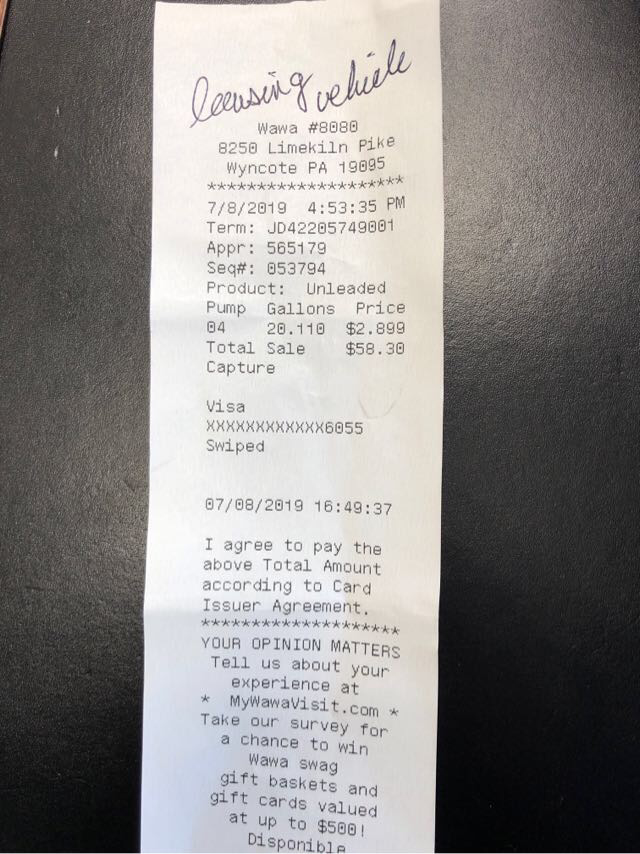 leensing vehicle
Wawa #8080
8250 Limekiln Pike
Wyncote PA 19095
********************
7/8/2019 4:53:35 PM
Term: JD42205749001
Appr: 565179
Seq#: 053794
Product: Unleaded
Pump Gallons Price
04 20.110 $2.899
Total Sale $58.30
Capture
Visa
XXXXXXXXXXXX6055
Swiped
07/08/2019 16:49:37
I agree to pay the
above Total Amount
according to Card
Issuer Agreement.
********************
YOUR OPINION MATTERS
Tell us about your
experience at
* MyWawaVisit.com *
Take our survey for
a chance to win
Wawa swag
gift baskets and
gift cards valued
at up to $500!
Disponible